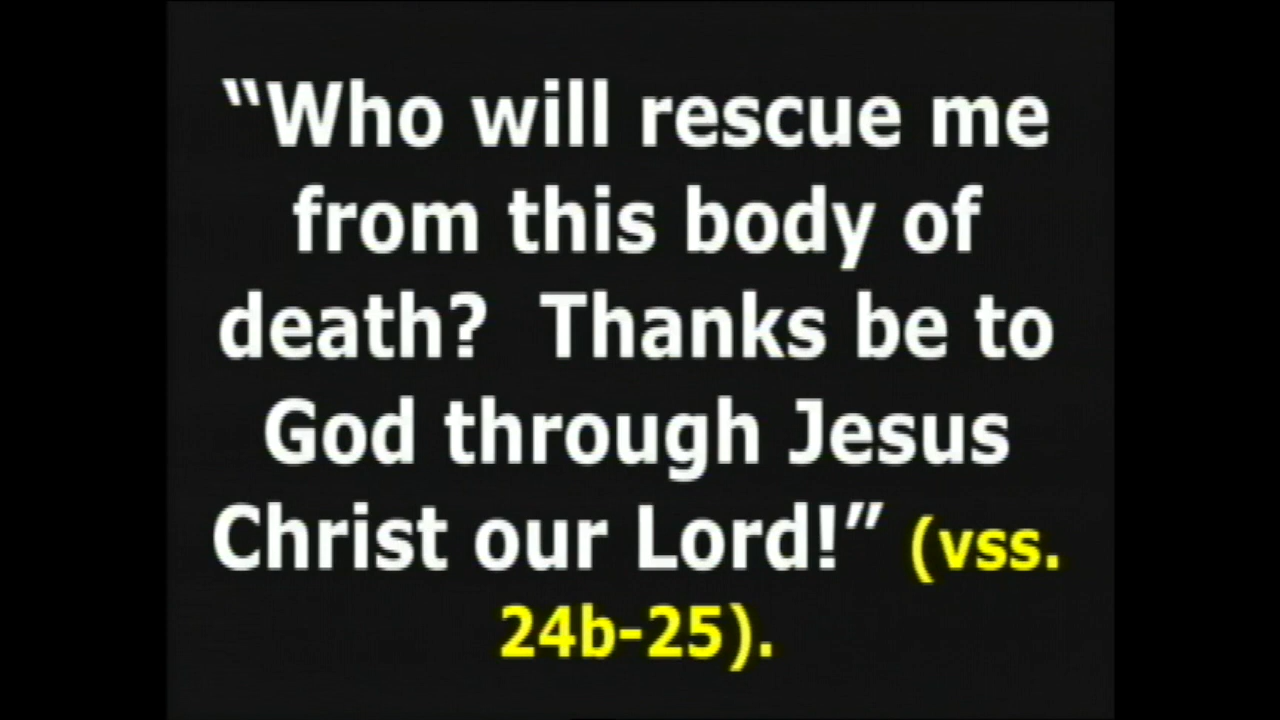 “Who will rescue me
from this body of
death?  Thanks be to
God through Jesus
Christ our Lord!” (vss.
24b-25).